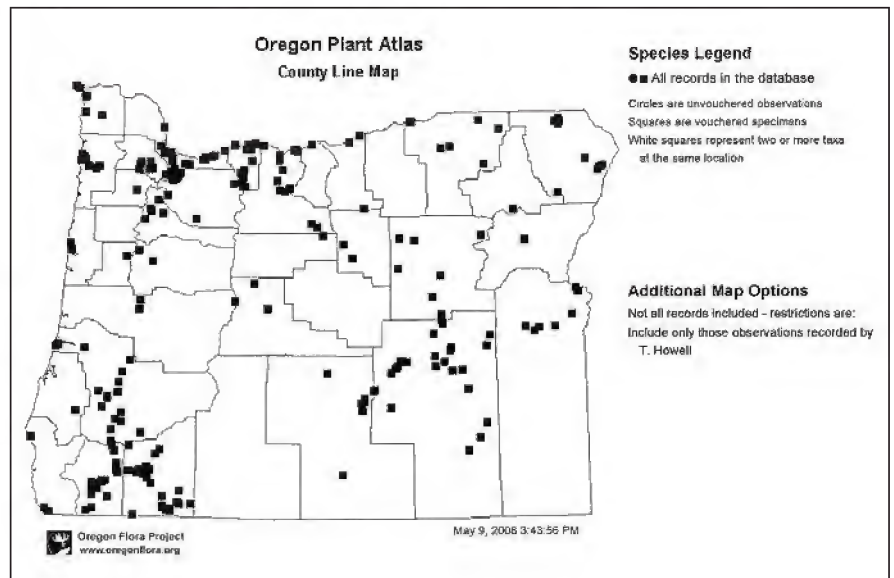 Oregon Plant Atlas
County Line Map
Species Legend
All records in the database
Circles are unvouchered observations
Squares are vouchered specimens
White squares represent two or more taxa
at the same location
Additional Map Options
Not all records included - restrictions are:
Include only those observations recorded by
T. Howell
Oregon Flora Project
www.oregonflora.org
May 9, 2008 3:43:56 PM